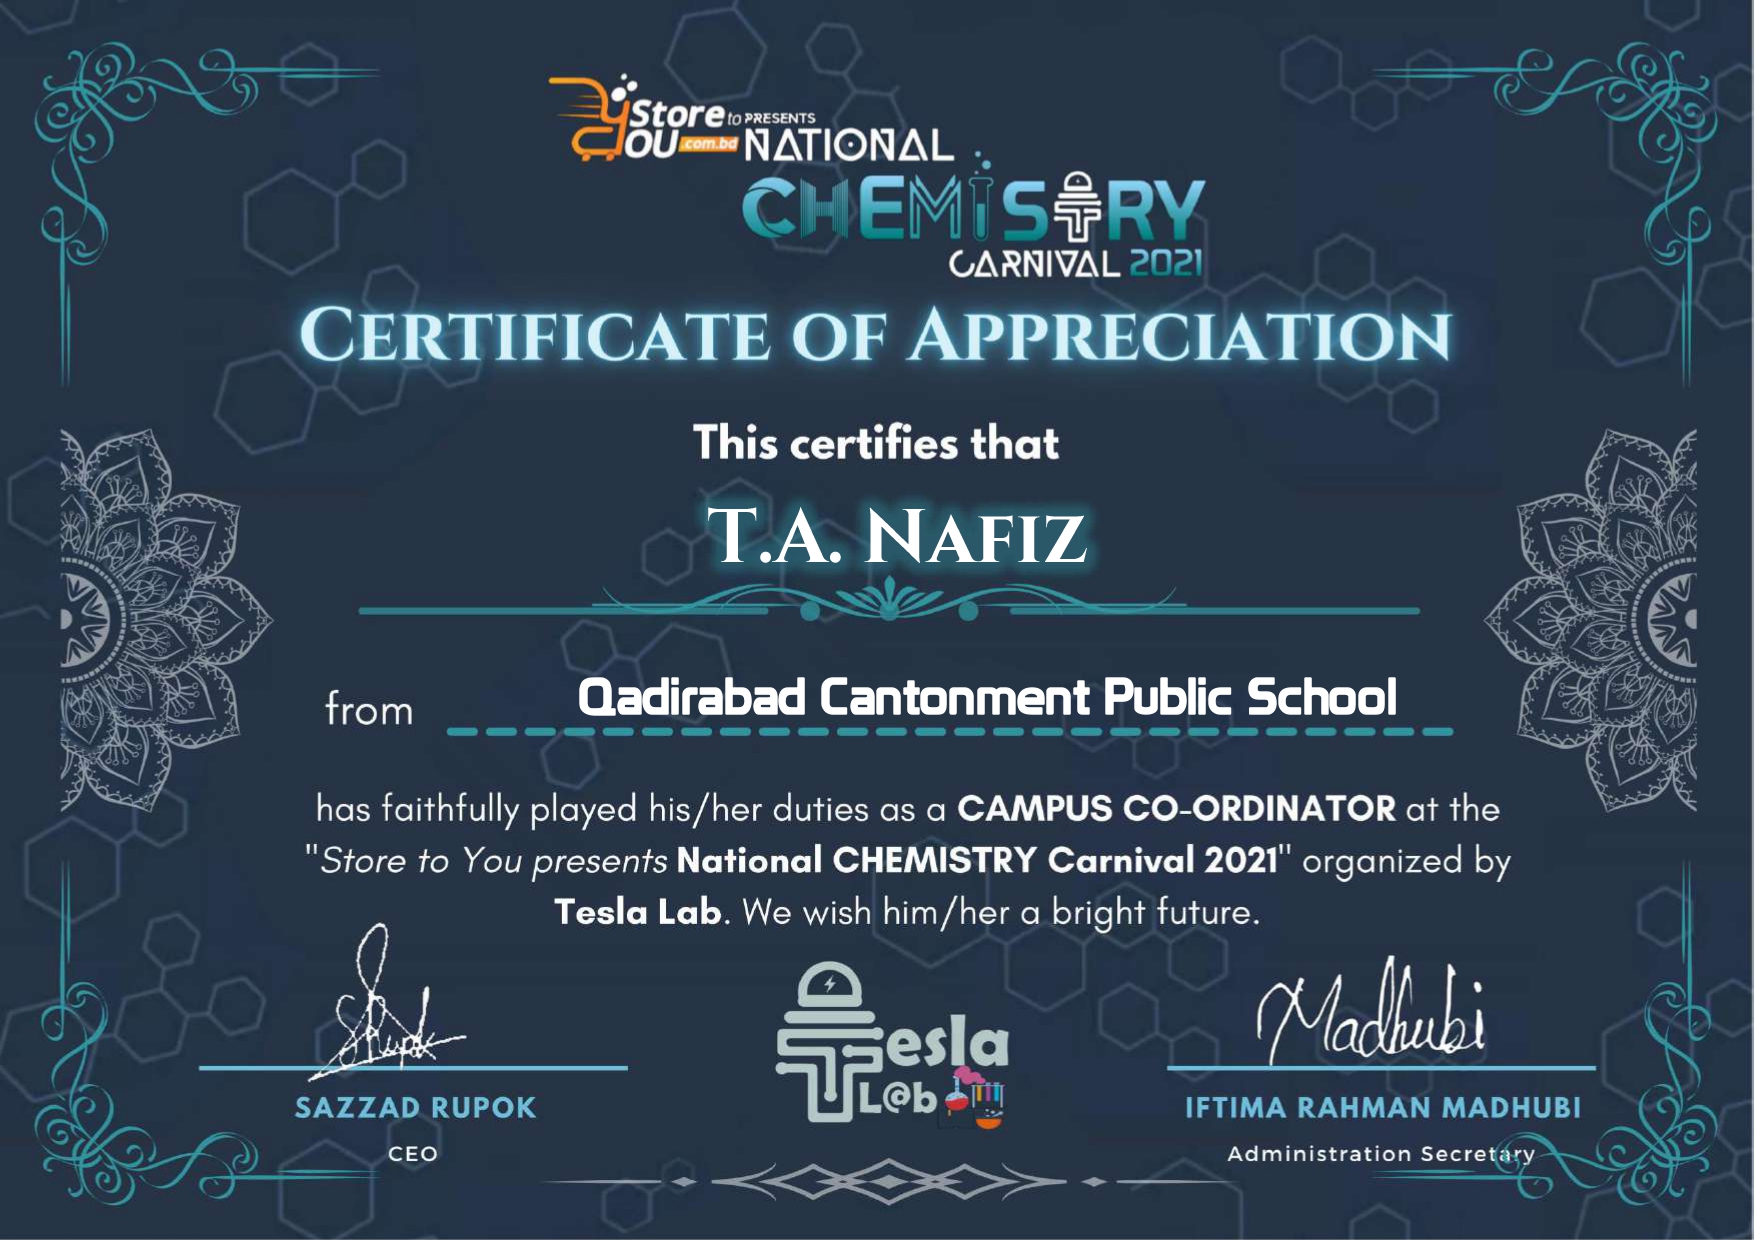 Store to PRESENTS
YOU .com.bd NATIONAL
CHEMISTRY
CARNIVAL 2021
CERTIFICATE OF APPRECIATION
This certifies that
T.A. NAFIZ
from Qadirabad Cantonment Public School
has faithfully played his/her duties as a CAMPUS CO-ORDINATOR at the
"Store to You presents National CHEMISTRY Carnival 2021" organized by
Tesla Lab. We wish him/her a bright future.
SRupok
Madhubi
Tesla
L@b
SAZZAD RUPOK
CEO
IFTIMA RAHMAN MADHUBI
Administration Secretary